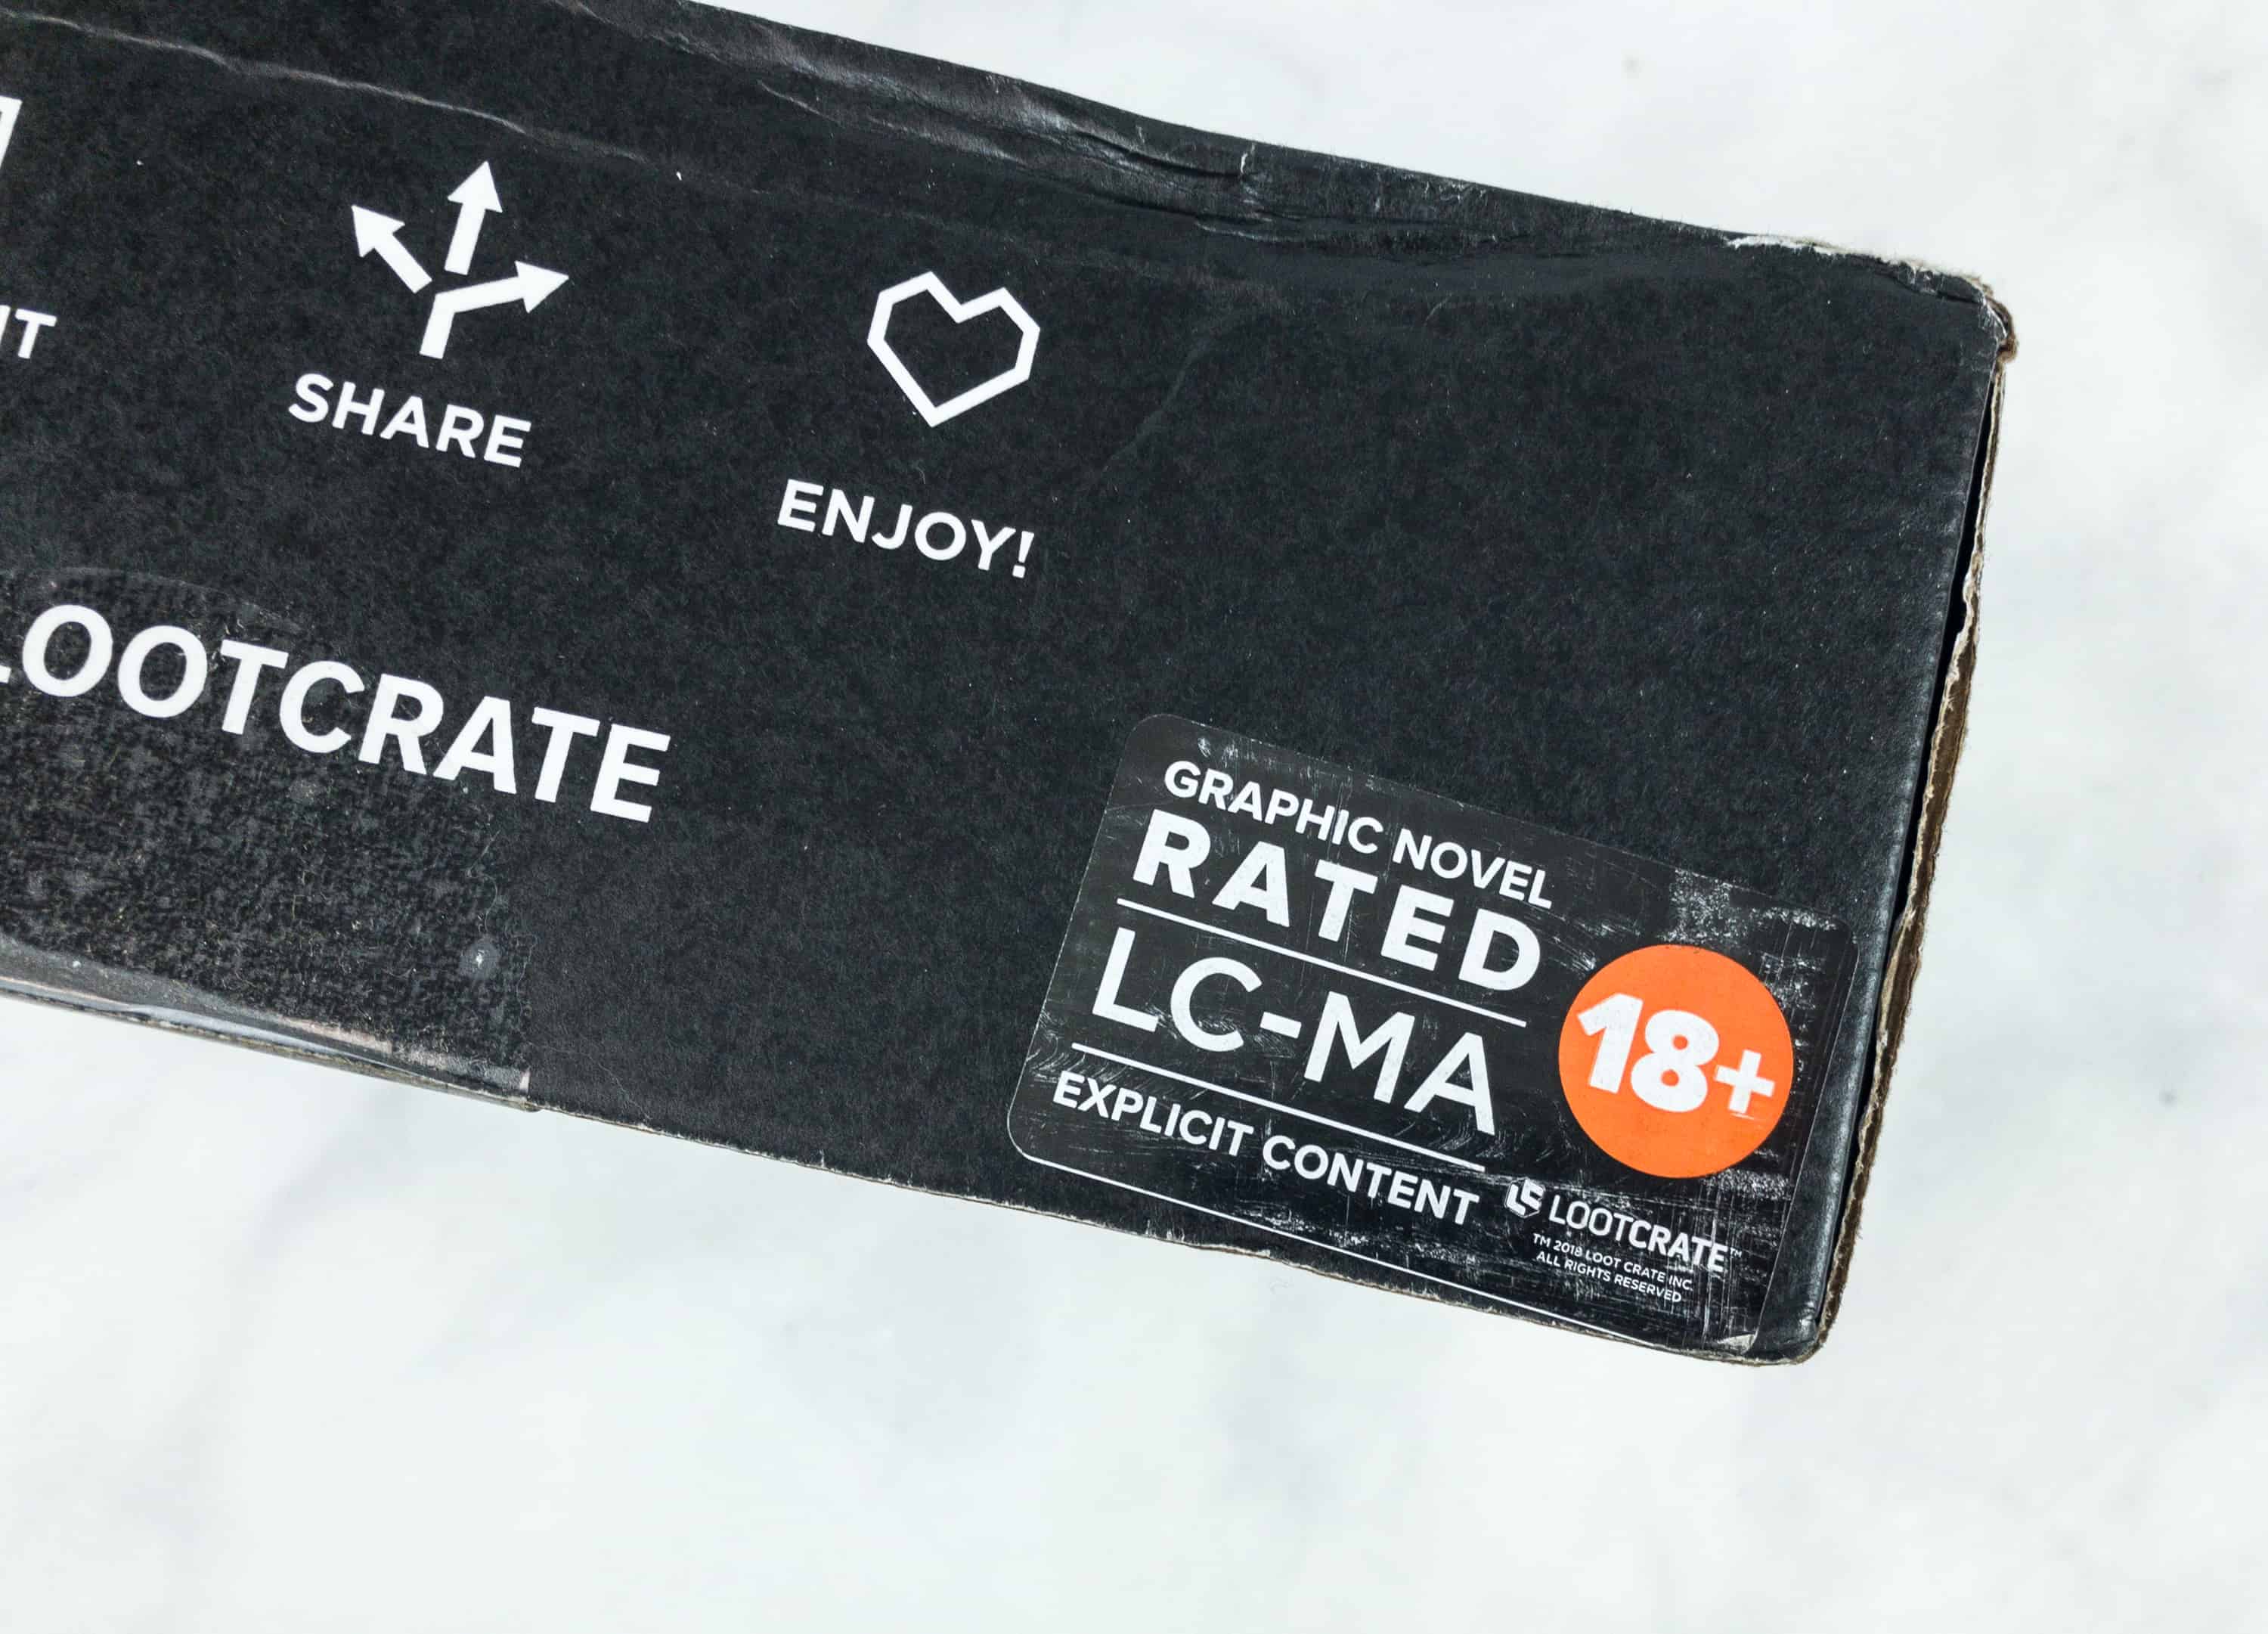 SHARE
ENJOY!
LOOTCRATE
GRAPHIC NOVEL
RATED
LC-MA
18+
EXPLICIT CONTENT
LOOTCRATE™
TM 2018 LOOT CRATE INC.
ALL RIGHTS RESERVED